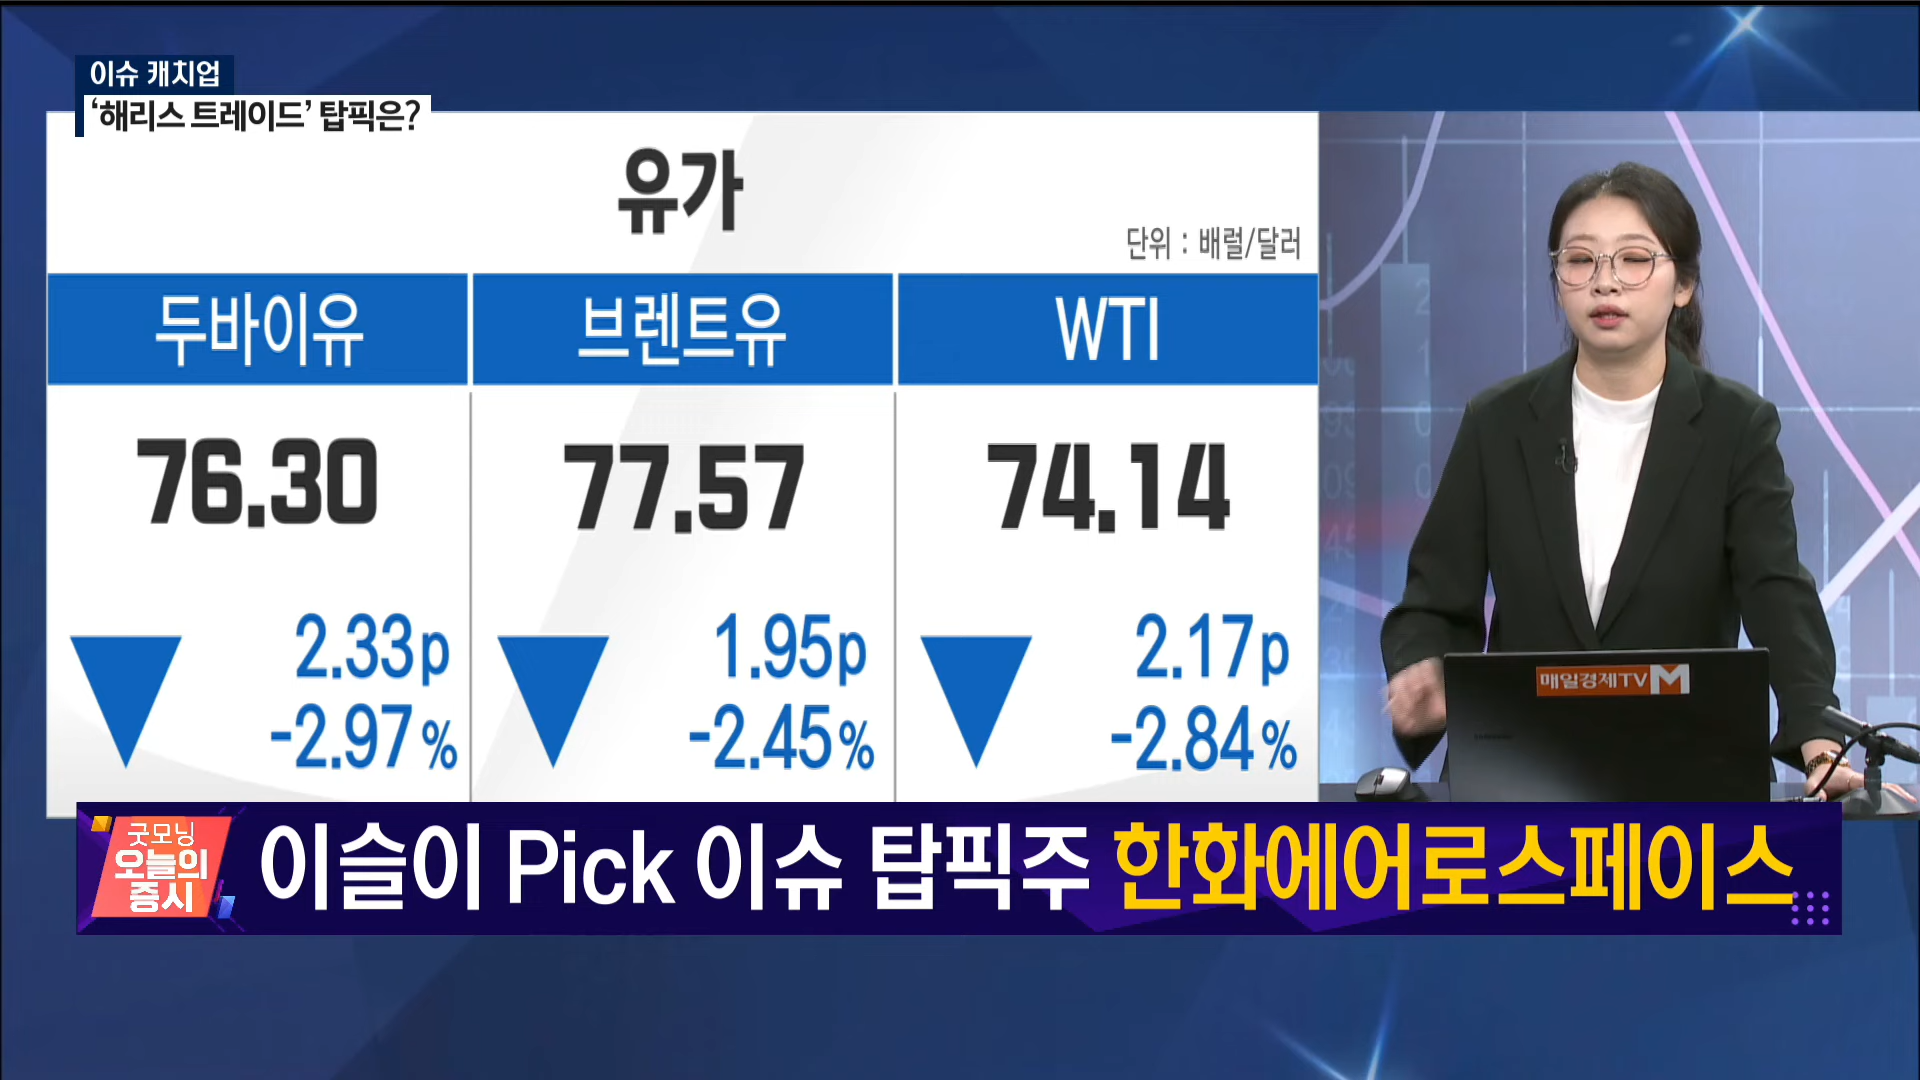 이슈 캐치업
‘해리스 트레이드’ 탑픽은?
유가
단위 : 배럴/달러
두바이유 브렌트유 WTI
76.30 77.57 74.14
2.33p 1.95p 2.17p
-2.97% -2.45% -2.84%
매일경제TV M
굿모닝
오늘의
증시
이슬이 Pick 이슈 탑픽주 한화에어로스페이스